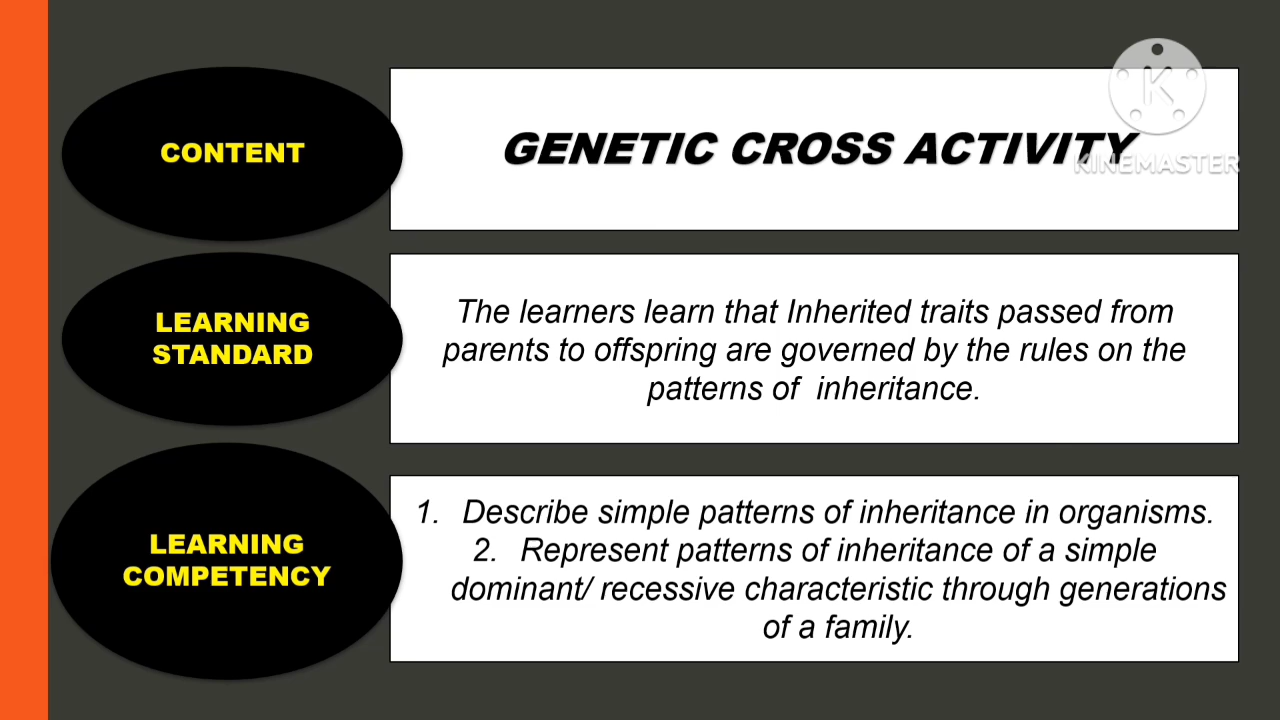 CONTENT
GENETIC CROSS ACTIVITY
K
KINEMASTER
LEARNING
STANDARD
The learners learn that Inherited traits passed from
parents to offspring are governed by the rules on the
patterns of  inheritance.
LEARNING
COMPETENCY
1. Describe simple patterns of inheritance in organisms.
2. Represent patterns of inheritance of a simple
dominant/ recessive characteristic through generations
of a family.